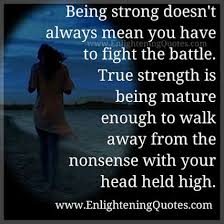 Being strong doesn't
always mean you have
www.EnlighteningQuotes.com
to fight the battle.
True strength is
being mature
enough to walk
away from the
nonsense with your
head held high.
www.EnlighteningQuotes.com